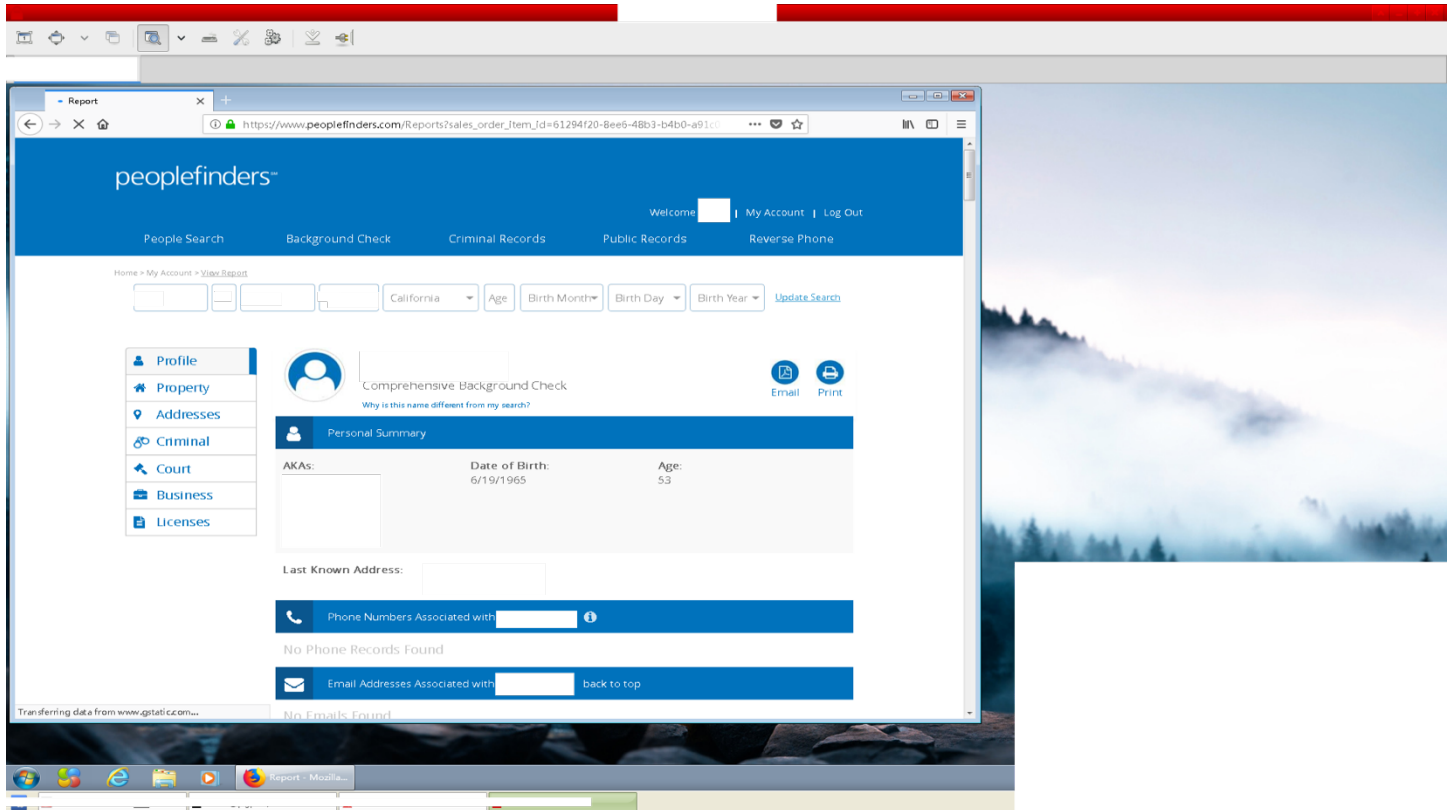 Report
https://www.peoplefinders.com/Reports?sales_order_item_id=61294f20-8ee6-48b3-b4b0-a91c0
peoplefinders™
Welcome | My Account | Log Out
People Search Background Check Criminal Records Public Records Reverse Phone
Home > My Account > View Report
California Age Birth Month Birth Day Birth Year Update Search
Profile
Property
Addresses
Criminal
Court
Business
Licenses
Comprehensive Background Check
Why is this name different from my search?
Email Print
Personal Summary
AKAs: Date of Birth: Age:
6/19/1965 53
Last Known Address:
Phone Numbers Associated with
No Phone Records Found
Email Addresses Associated with back to top
No Emails Found
Transferring data from www.gstatic.com...
Report - Mozilla...